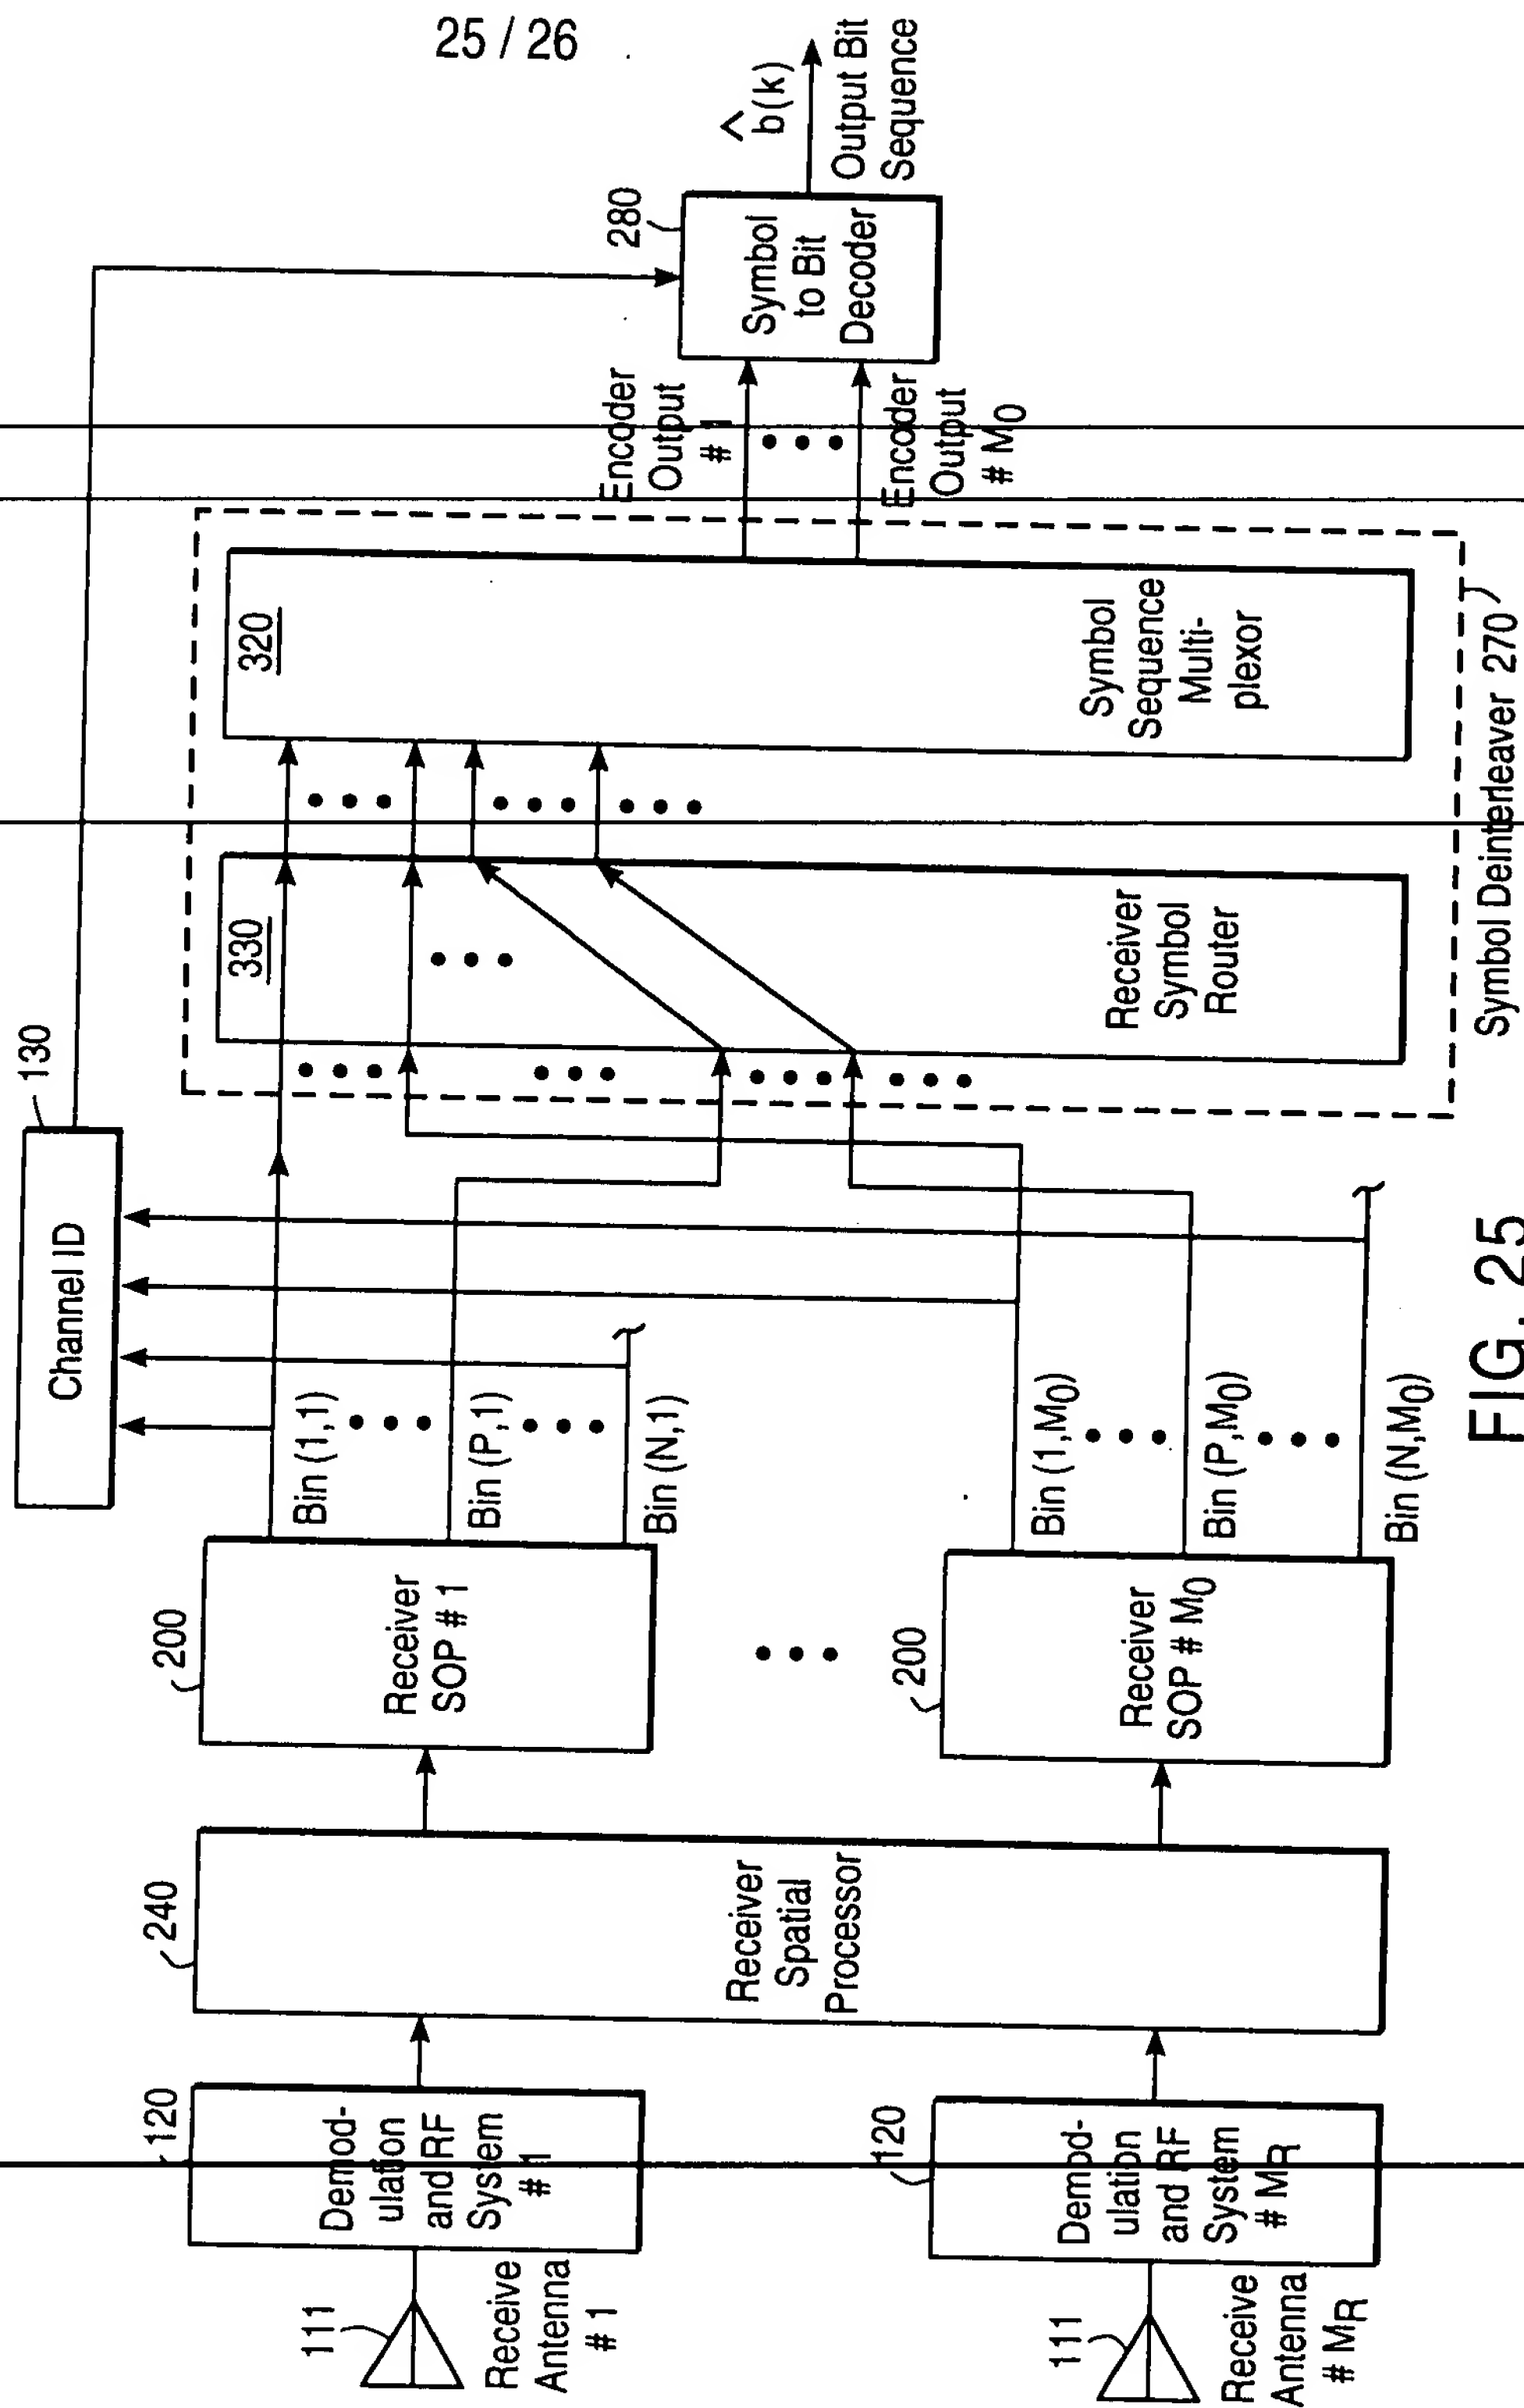 25 / 26
111
Receive
Antenna
# 1
120
Demod-
ulation
and RF
System
# 1
111
Receive
Antenna
# MR
120
Demod-
ulation
and RF
System
# MR
240
Receiver
Spatial
Processor
200
Receiver
SOP # 1
200
Receiver
SOP # M0
Bin (1,1)
Bin (P,1)
Bin (N,1)
Bin (1,M0)
Bin (P,M0)
Bin (N,M0)
Channel ID
130
330
Receiver
Symbol
Router
320
Symbol
Sequence
Multi-
plexor
Symbol Deinterleaver 270
Encoder
Output
# 1
Encoder
Output
# M0
280
Symbol
to Bit
Decoder
^
b(k)
Output Bit
Sequence
FIG. 25